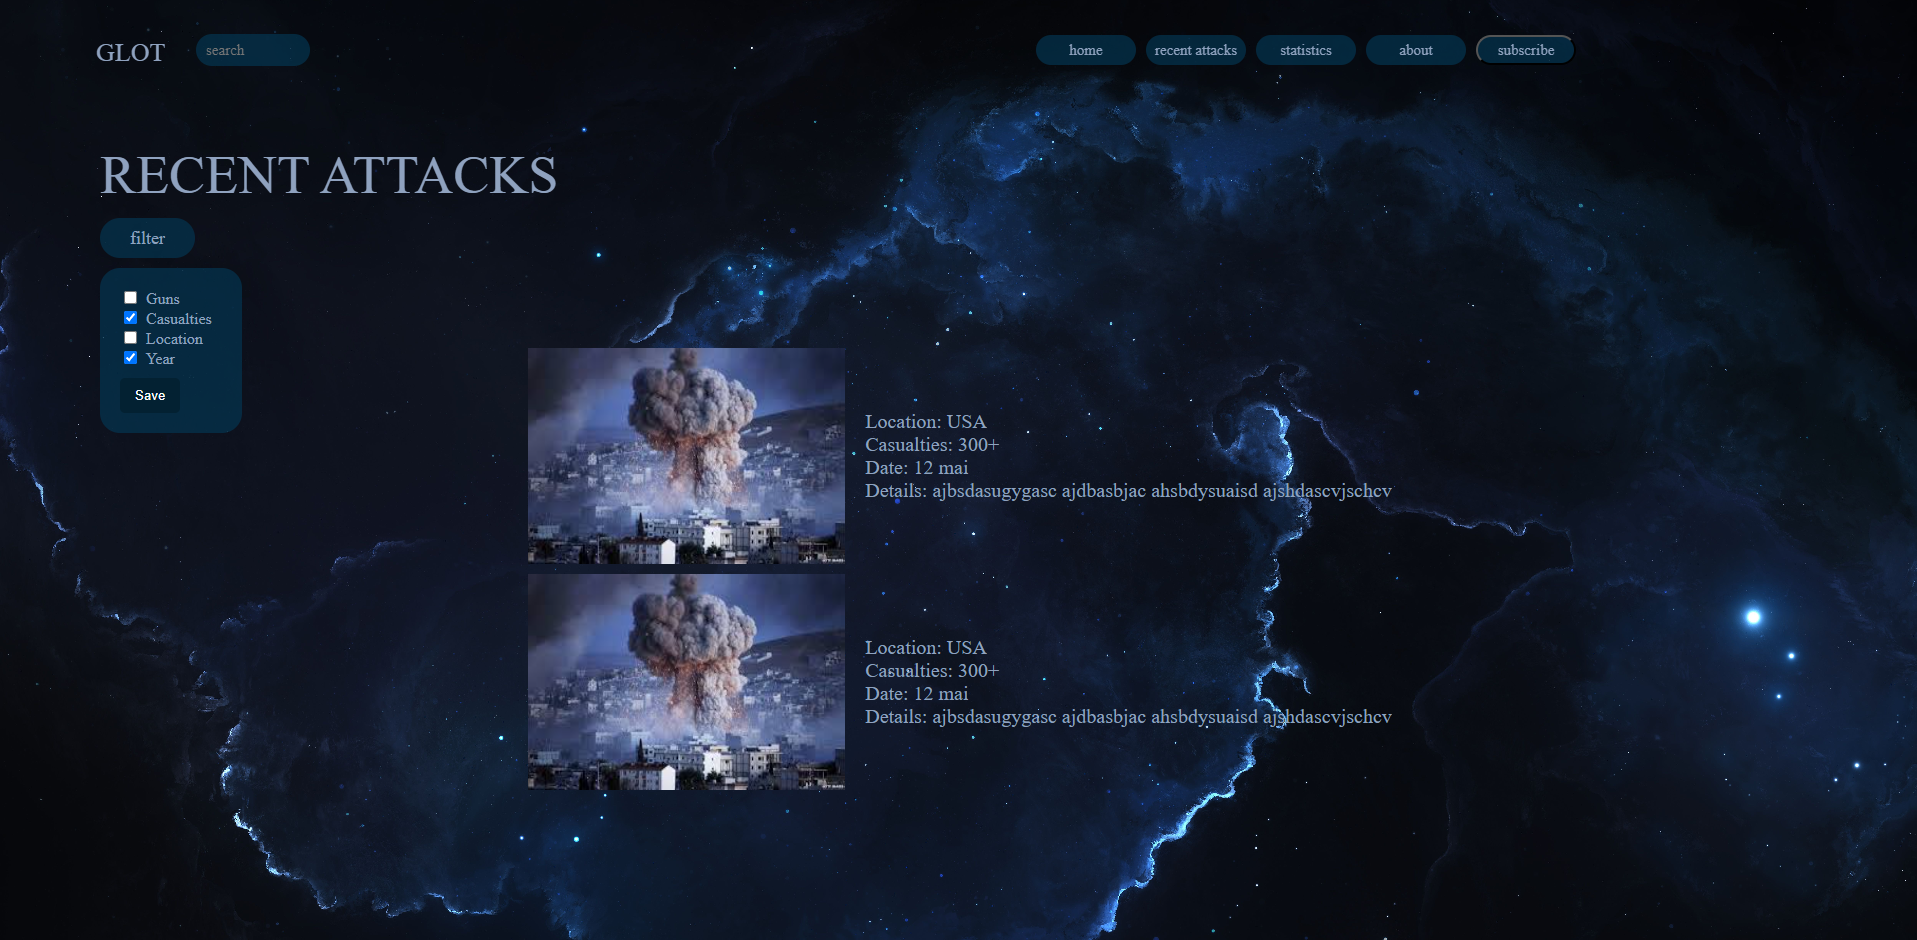 GLOT
search
home
recent attacks
statistics
about
subscribe
RECENT ATTACKS
filter
Guns
Casualties
Location
Year
Save
Location: USA
Casualties: 300+
Date: 12 mai
Details: ajbsdasugygasc ajdbasbjac ahsbdysuaisd ajshdascvjschcv
Location: USA
Casualties: 300+
Date: 12 mai
Details: ajbsdasugygasc ajdbasbjac ahsbdysuaisd ajshdascvjschcv